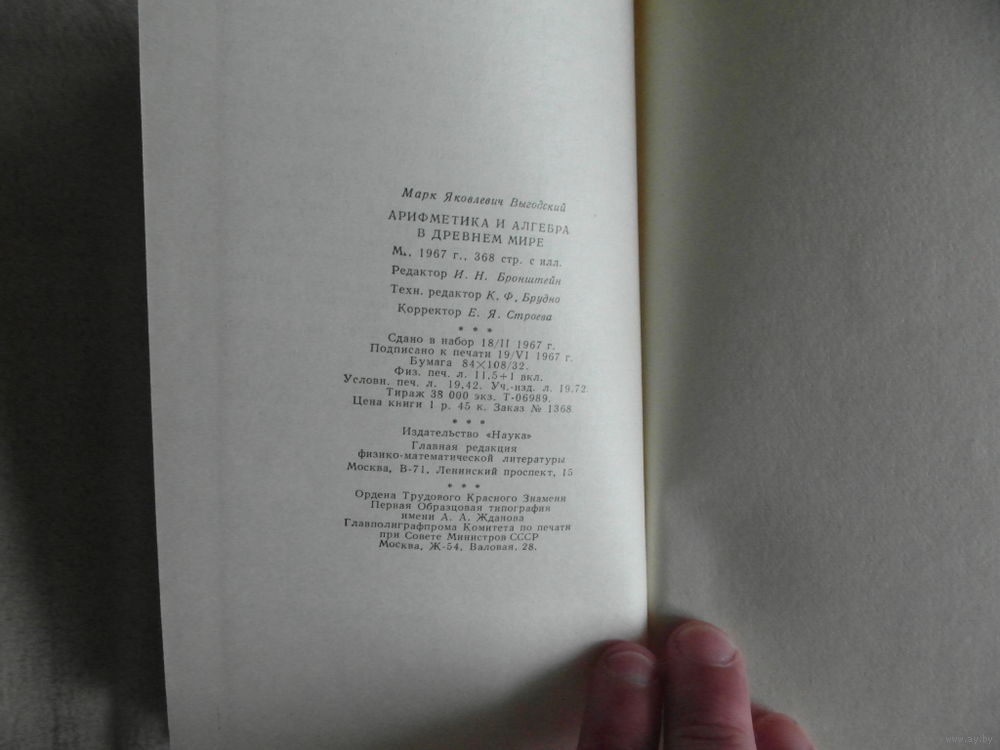 Марк Яковлевич Выгодский
АРИФМЕТИКА И АЛГЕБРА
В ДРЕВНЕМ МИРЕ
М., 1967 г., 368 стр. с илл.
Редактор И. Н. Бронштейн
Техн. редактор К. Ф. Брудно
Корректор Е. Я. Строева
* * *
Сдано в набор 18/II 1967 г.
Подписано к печати 19/VI 1967 г.
Бумага 84×108/32.
Физ. печ. л. 11,5+1 вкл.
Условн. печ. л. 19,42. Уч.-изд. л. 19,72.
Тираж 38 000 экз. Т-06989.
Цена книги 1 р. 45 к. Заказ № 1368
* * *
Издательство «Наука»
Главная редакция
физико-математической литературы
Москва, В-71, Ленинский проспект, 15
* * *
Ордена Трудового Красного Знамени
Первая Образцовая типография
имени А. А. Жданова
Главполиграфпрома Комитета по печати
при Совете Министров СССР
Москва, Ж-54, Валовая, 28.
www.ay.by